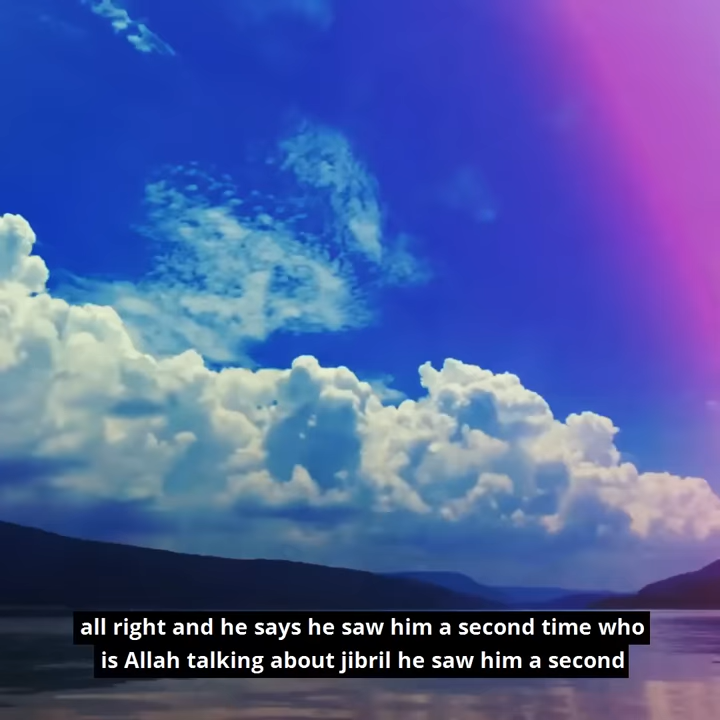 all right and he says he saw him a second time who
is Allah talking about jibril he saw him a second